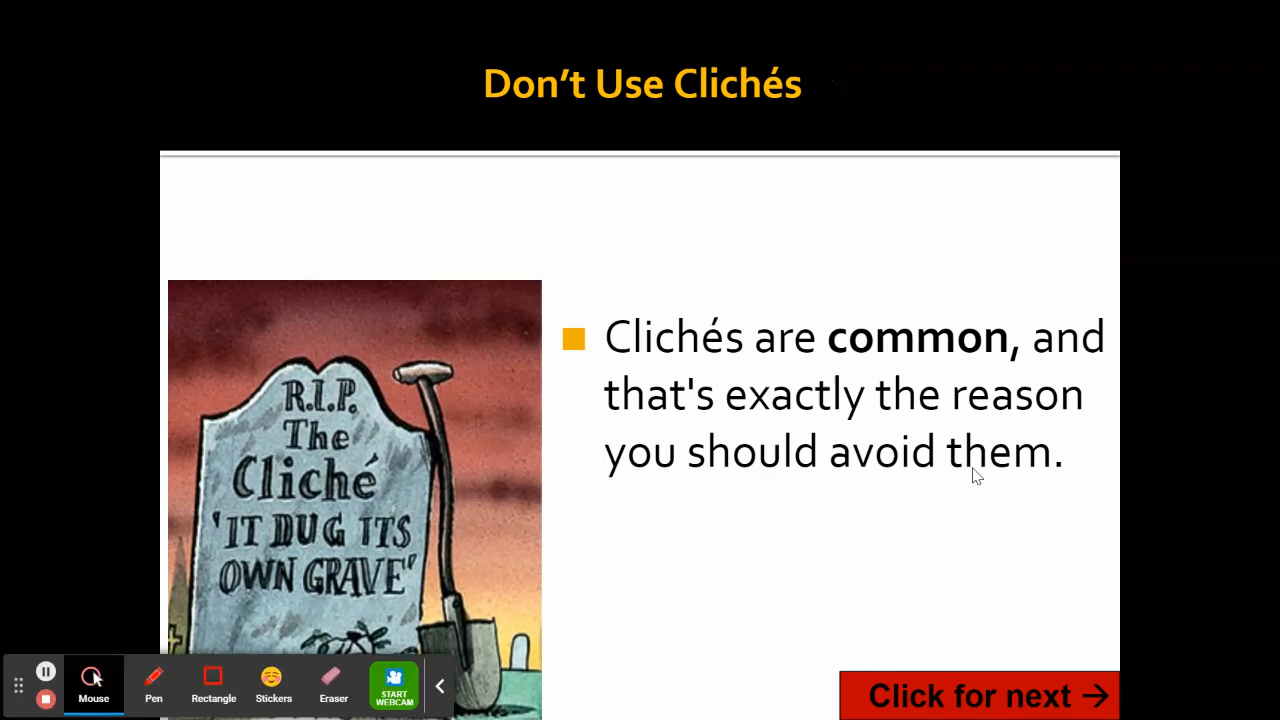 Don’t Use Clichés
R.I.P.
The
Cliché
'IT DUG ITS
OWN GRAVE'
Clichés are common, and
that's exactly the reason
you should avoid them.
Click for next →
Mouse
Pen
Rectangle
Stickers
Eraser
START
WEBCAM